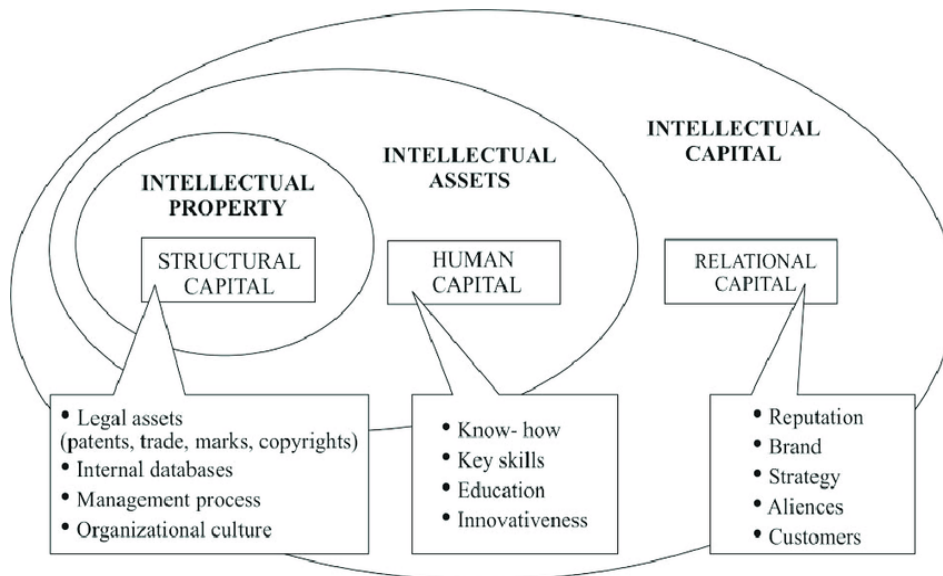 INTELLECTUAL
PROPERTY
STRUCTURAL
CAPITAL
INTELLECTUAL
ASSETS
HUMAN
CAPITAL
INTELLECTUAL
CAPITAL
RELATIONAL
CAPITAL
• Legal assets
(patents, trade, marks, copyrights)
• Internal databases
• Management process
• Organizational culture
• Know- how
• Key skills
• Education
• Innovativeness
• Reputation
• Brand
• Strategy
• Aliences
• Customers